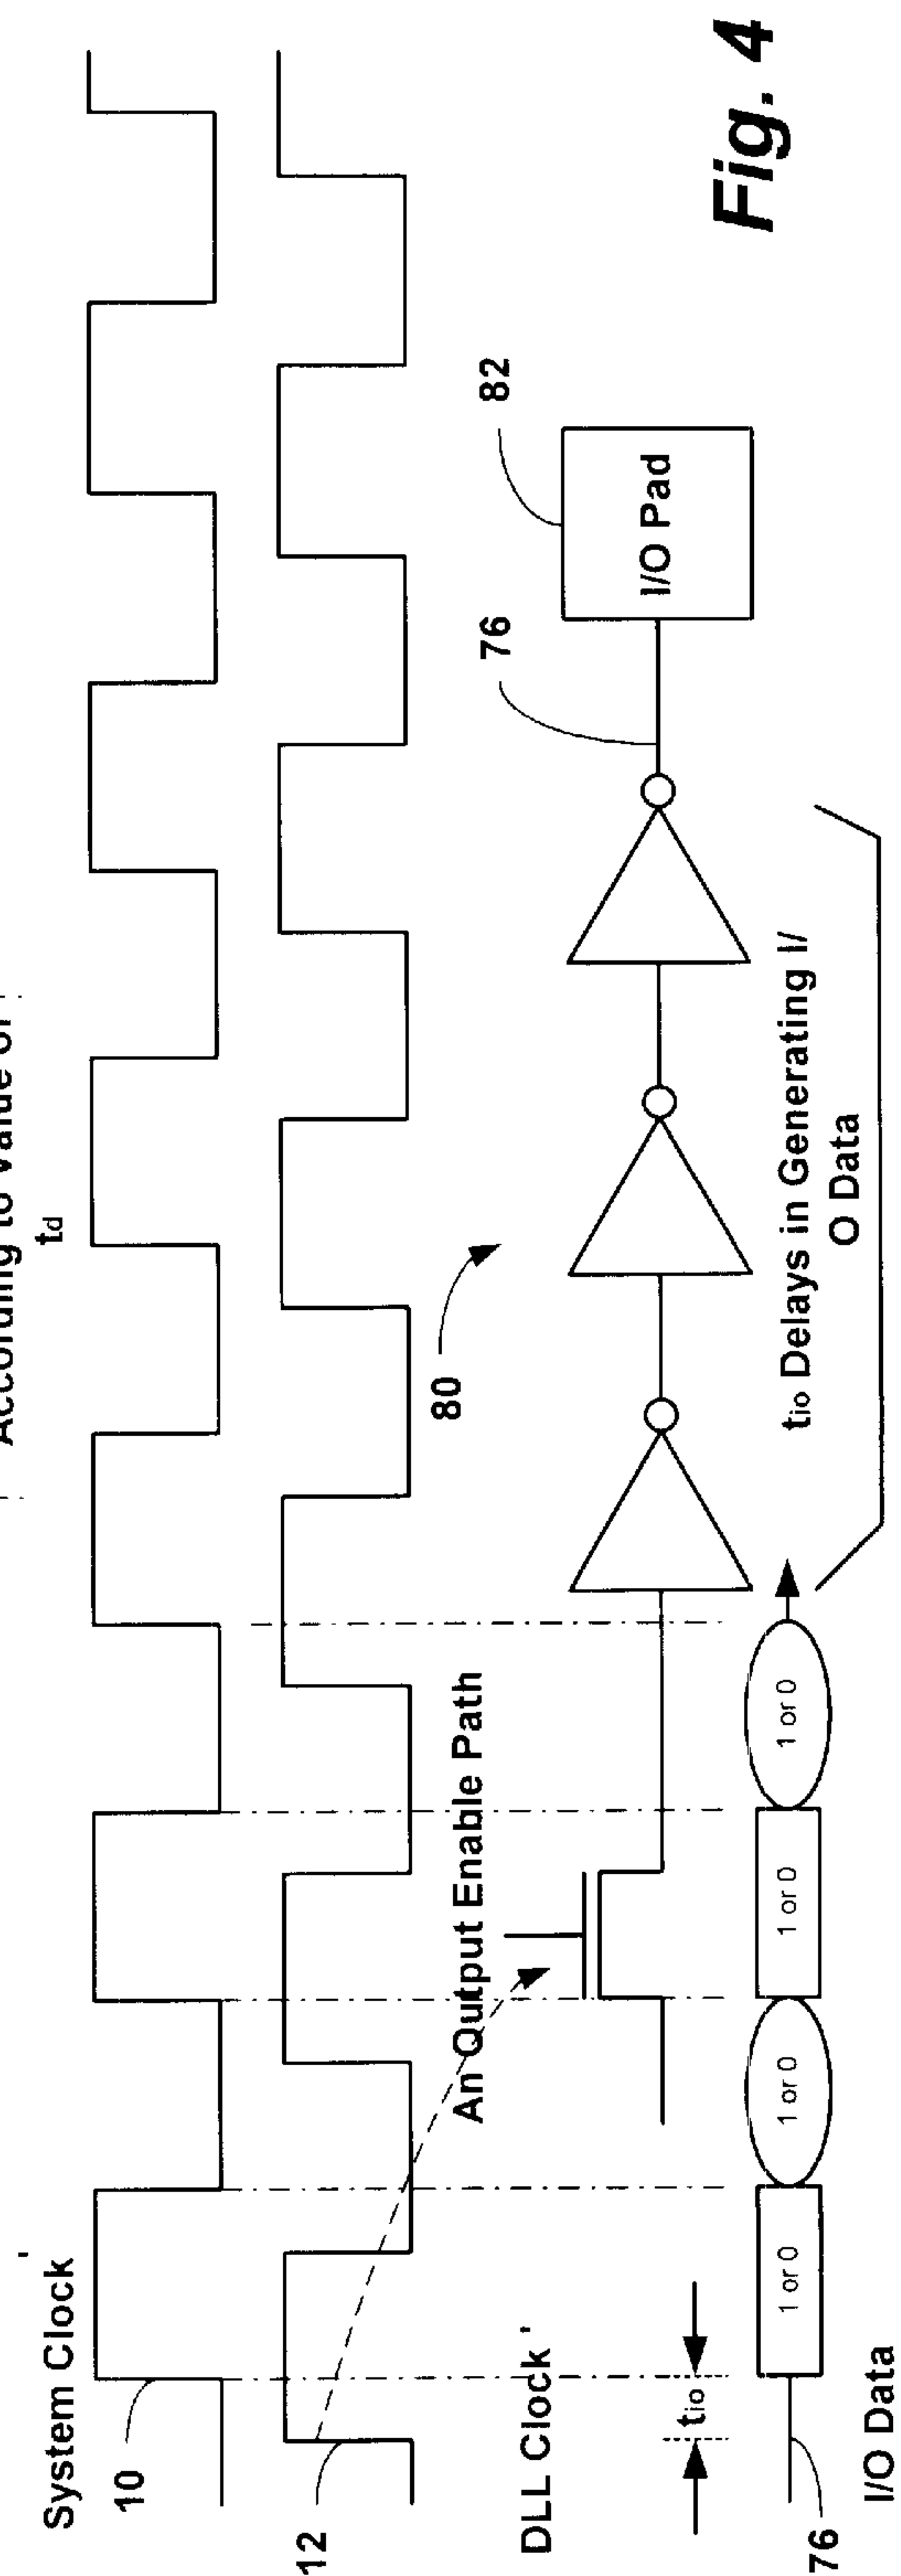 According to Value of
td
System Clock '
10
12
80
An Output Enable Path
76
82
I/O Pad
DLL Clock '
tio
tio Delays in Generating I/
O Data
1 or 0
1 or 0
1 or 0
1 or 0
76
I/O Data
Fig. 4